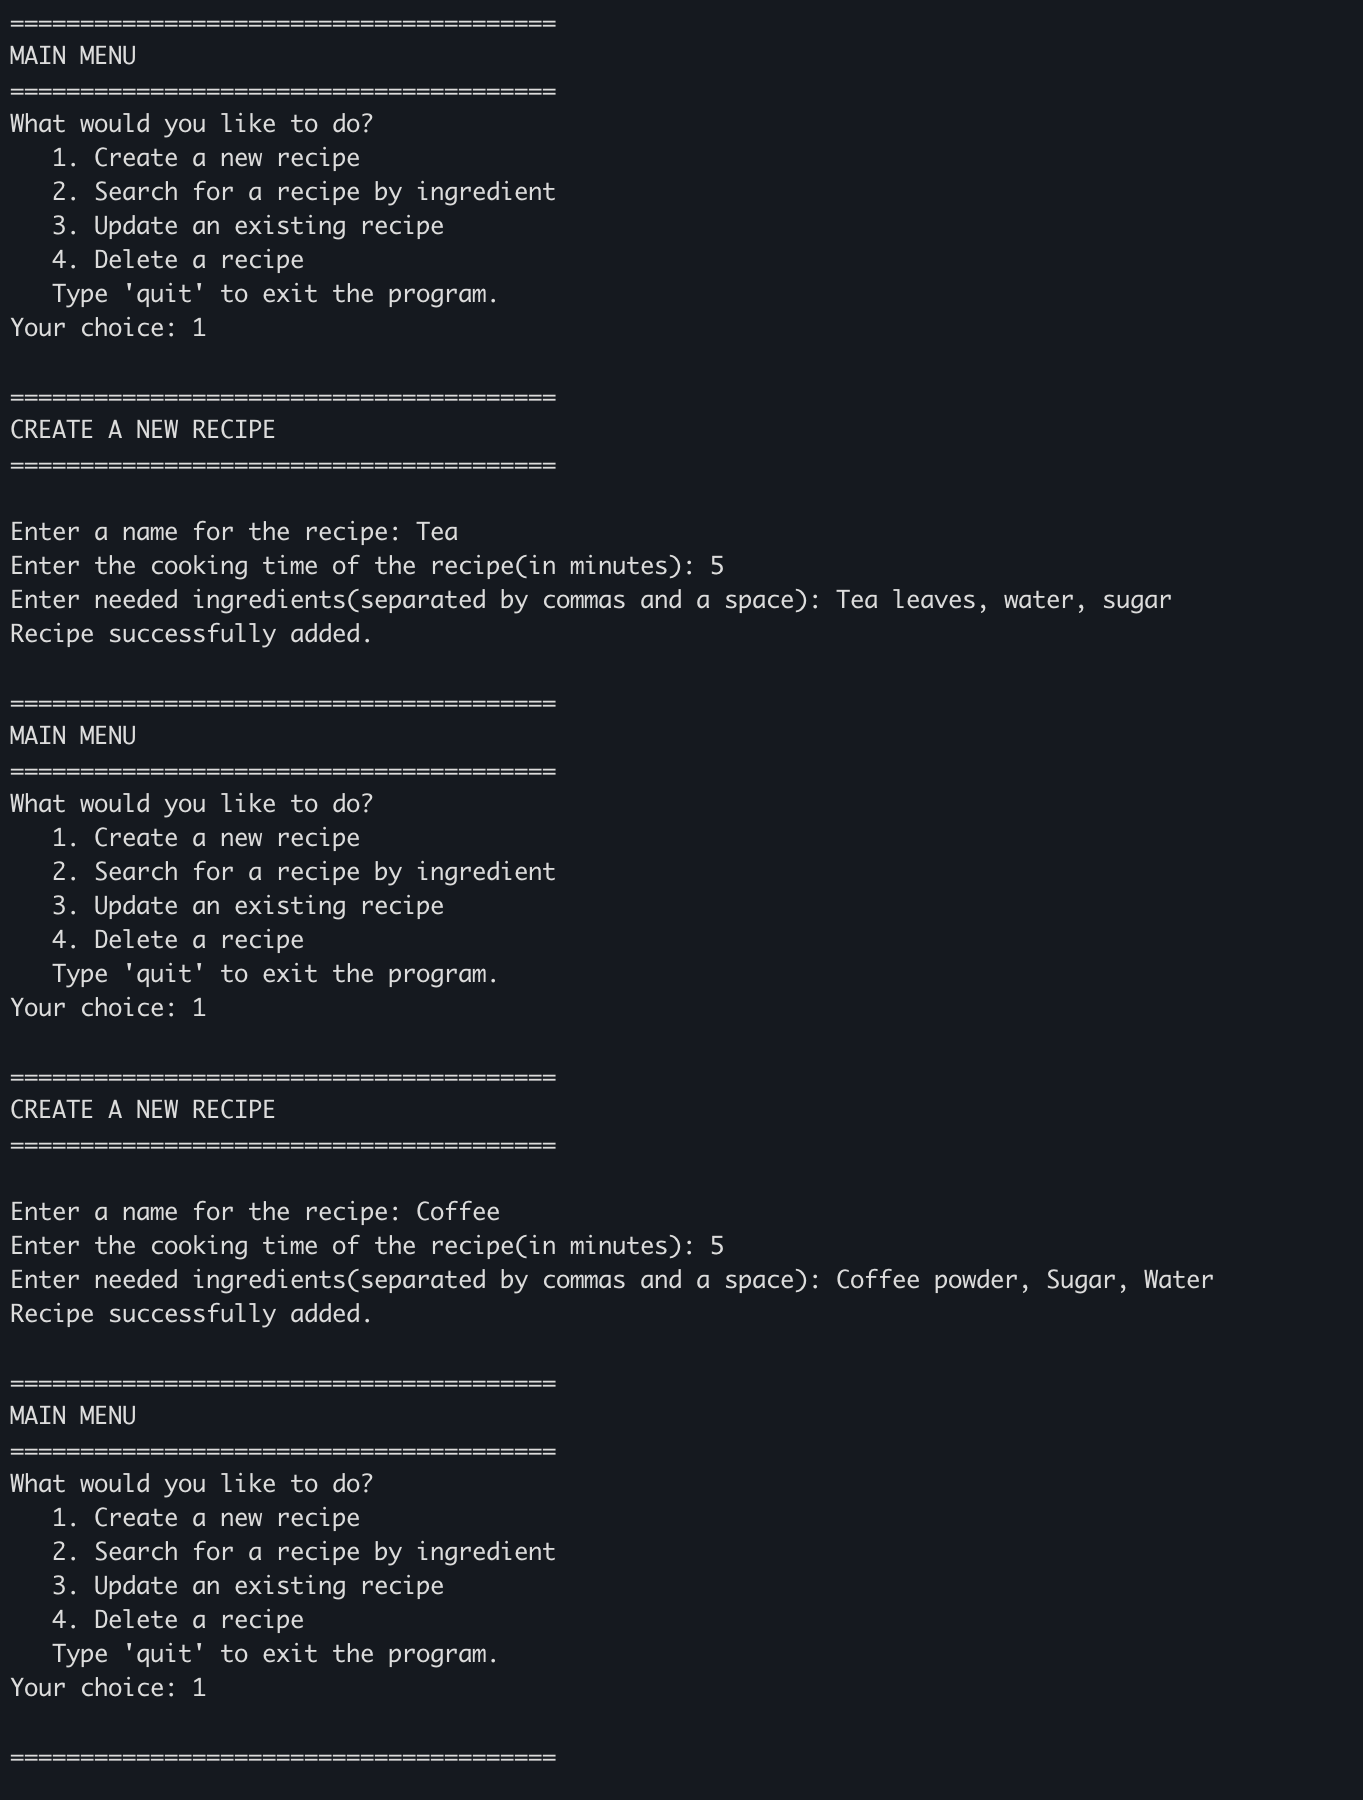 =======================================
MAIN MENU
=======================================
What would you like to do?
   1. Create a new recipe
   2. Search for a recipe by ingredient
   3. Update an existing recipe
   4. Delete a recipe
   Type 'quit' to exit the program.
Your choice: 1

=======================================
CREATE A NEW RECIPE
=======================================

Enter a name for the recipe: Tea
Enter the cooking time of the recipe(in minutes): 5
Enter needed ingredients(separated by commas and a space): Tea leaves, water, sugar
Recipe successfully added.

=======================================
MAIN MENU
=======================================
What would you like to do?
   1. Create a new recipe
   2. Search for a recipe by ingredient
   3. Update an existing recipe
   4. Delete a recipe
   Type 'quit' to exit the program.
Your choice: 1

=======================================
CREATE A NEW RECIPE
=======================================

Enter a name for the recipe: Coffee
Enter the cooking time of the recipe(in minutes): 5
Enter needed ingredients(separated by commas and a space): Coffee powder, Sugar, Water
Recipe successfully added.

=======================================
MAIN MENU
=======================================
What would you like to do?
   1. Create a new recipe
   2. Search for a recipe by ingredient
   3. Update an existing recipe
   4. Delete a recipe
   Type 'quit' to exit the program.
Your choice: 1

=======================================